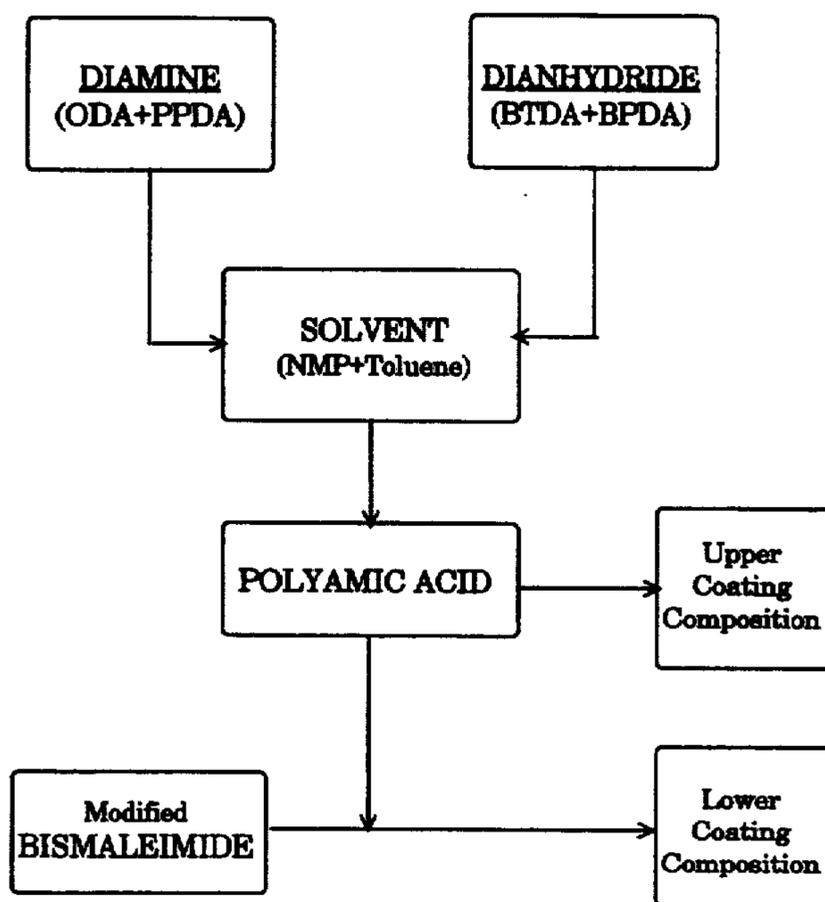 DIAMINE
(ODA+PPDA)
DIANHYDRIDE
(BTDA+BPDA)
SOLVENT
(NMP+Toluene)
POLYAMIC ACID
Upper
Coating
Composition
Modified
BISMALEIMIDE
Lower
Coating
Composition